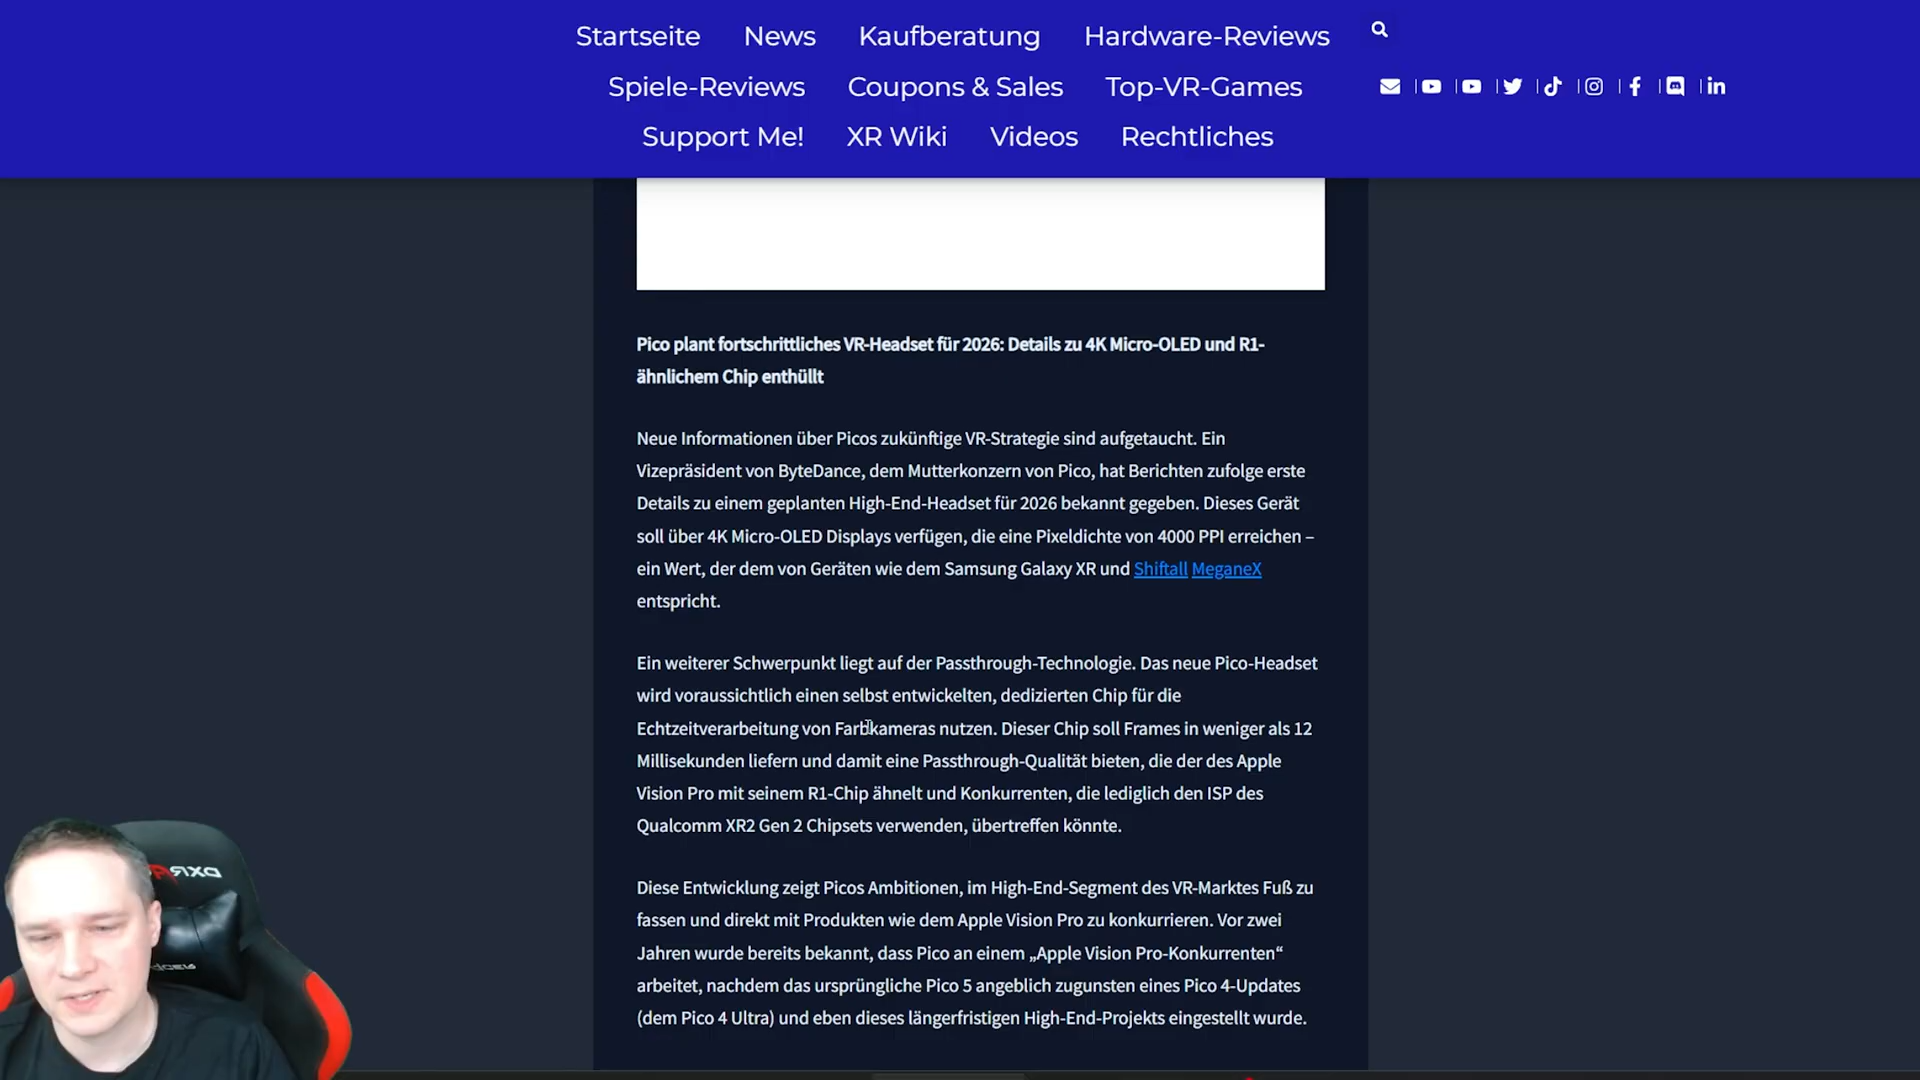 Startseite News Kaufberatung Hardware-Reviews
Spiele-Reviews Coupons & Sales Top-VR-Games
Support Me! XR Wiki Videos Rechtliches
Pico plant fortschrittliches VR-Headset für 2026: Details zu 4K Micro-OLED und R1-
ähnlichem Chip enthüllt
Neue Informationen über Picos zukünftige VR-Strategie sind aufgetaucht. Ein
Vizepräsident von ByteDance, dem Mutterkonzern von Pico, hat Berichten zufolge erste
Details zu einem geplanten High-End-Headset für 2026 bekannt gegeben. Dieses Gerät
soll über 4K Micro-OLED Displays verfügen, die eine Pixeldichte von 4000 PPI erreichen –
ein Wert, der dem von Geräten wie dem Samsung Galaxy XR und Shiftall MeganeX
entspricht.
Ein weiterer Schwerpunkt liegt auf der Passthrough-Technologie. Das neue Pico-Headset
wird voraussichtlich einen selbst entwickelten, dedizierten Chip für die
Echtzeitverarbeitung von Farbkameras nutzen. Dieser Chip soll Frames in weniger als 12
Millisekunden liefern und damit eine Passthrough-Qualität bieten, die der des Apple
Vision Pro mit seinem R1-Chip ähnelt und Konkurrenten, die lediglich den ISP des
Qualcomm XR2 Gen 2 Chipsets verwenden, übertreffen könnte.
Diese Entwicklung zeigt Picos Ambitionen, im High-End-Segment des VR-Marktes Fuß zu
fassen und direkt mit Produkten wie dem Apple Vision Pro zu konkurrieren. Vor zwei
Jahren wurde bereits bekannt, dass Pico an einem „Apple Vision Pro-Konkurrenten“
arbeitet, nachdem das ursprüngliche Pico 5 angeblich zugunsten eines Pico 4-Updates
(dem Pico 4 Ultra) und eben dieses längerfristigen High-End-Projekts eingestellt wurde.